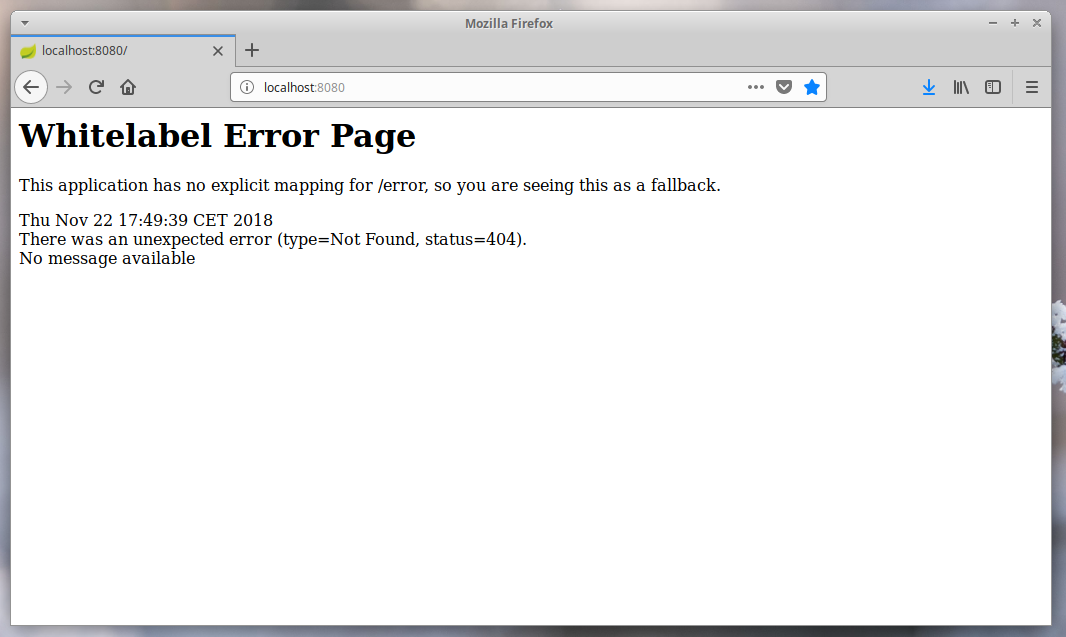 Mozilla Firefox
localhost:8080/
localhost:8080
Whitelabel Error Page
This application has no explicit mapping for /error, so you are seeing this as a fallback.
Thu Nov 22 17:49:39 CET 2018
There was an unexpected error (type=Not Found, status=404).
No message available